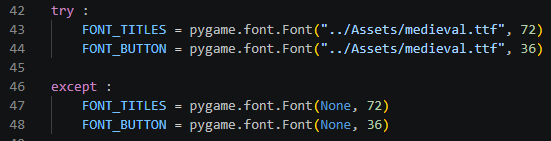 42 try :
43 FONT_TITLES = pygame.font.Font("../Assets/medieval.ttf", 72)
44 FONT_BUTTON = pygame.font.Font("../Assets/medieval.ttf", 36)
45
46 except :
47 FONT_TITLES = pygame.font.Font(None, 72)
48 FONT_BUTTON = pygame.font.Font(None, 36)